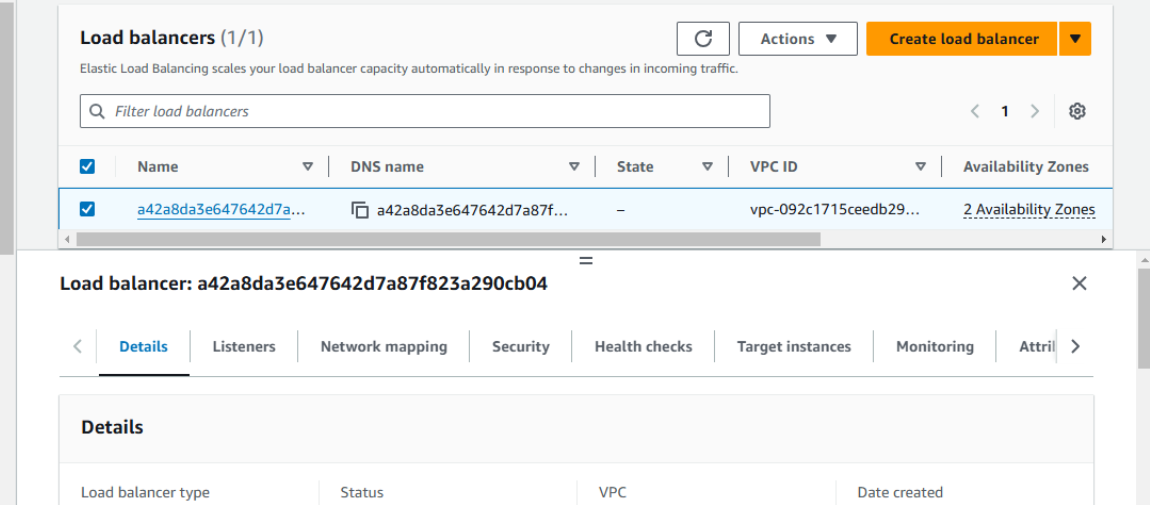 Load balancers (1/1)
Actions
Create load balancer
Elastic Load Balancing scales your load balancer capacity automatically in response to changes in incoming traffic.
Filter load balancers
1
Name DNS name State VPC ID Availability Zones
a42a8da3e647642d7a... a42a8da3e647642d7a87f... – vpc-092c1715ceedb29... 2 Availability Zones
Load balancer: a42a8da3e647642d7a87f823a290cb04
Details Listeners Network mapping Security Health checks Target instances Monitoring Attri
Details
Load balancer type Status VPC Date created